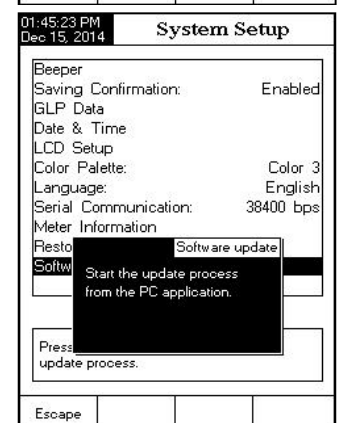 01:45:23 PM
Dec 15, 2014
System Setup
Beeper
Saving Confirmation: Enabled
GLP Data
Date & Time
LCD Setup
Color Palette: Color 3
Language: English
Serial Communication: 38400 bps
Meter Information
Resto
Softw
Software update
Start the update process
from the PC application.
Press
update process.
Escape